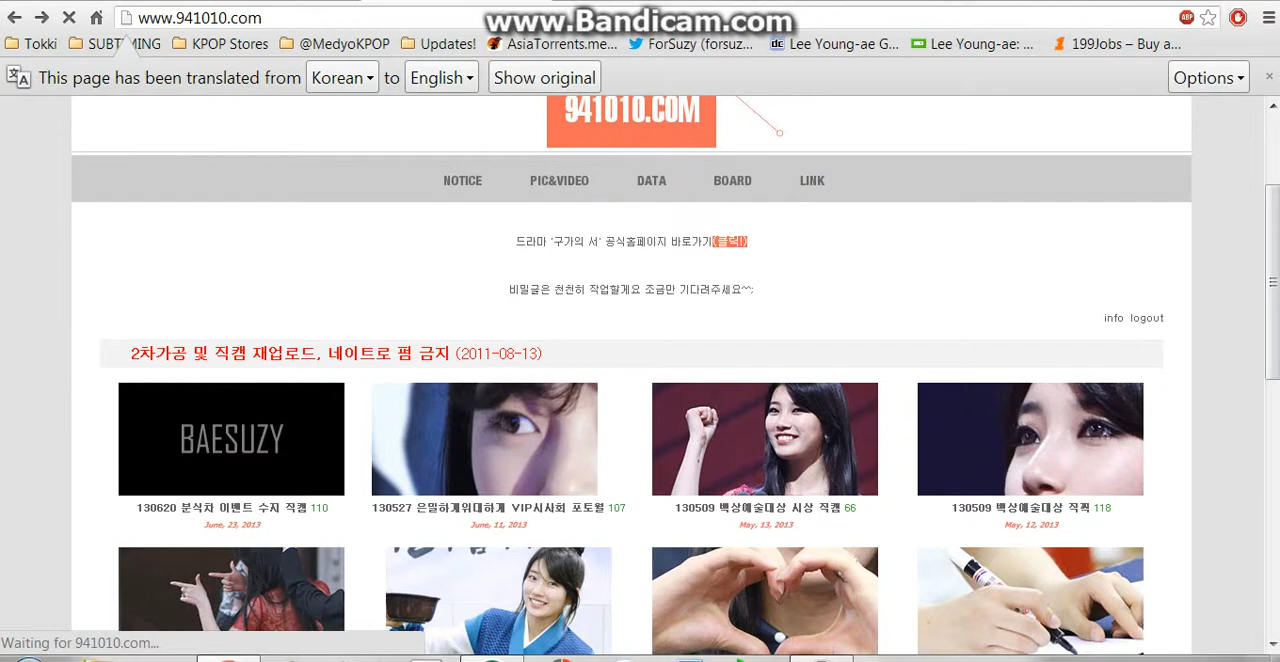 www.Bandicam.com
www.941010.com
ABP
Tokki
SUBTIMING
KPOP Stores
@MedyoKPOP
Updates!
AsiaTorrents.me...
ForSuzy (forsuz...
dc Lee Young-ae G...
Lee Young-ae: ...
199Jobs – Buy a...
This page has been translated from Korean to English Show original Options
941010.COM
NOTICE PIC&VIDEO DATA BOARD LINK
드라마 '구가의 서' 공식홈페이지 바로가기(클릭!)
비밀글은 천천히 작업할게요 조금만 기다려주세요^^;
info logout
2차가공 및 직캠 재업로드, 네이트로 펌 금지 (2011-08-13)
BAESUZY
130620 분식차 이벤트 수지 직캠 110
June, 23, 2013
130527 은밀하게위대하게 VIP시사회 포토월 107
June, 11, 2013
130509 백상예술대상 시상 직캠 66
May, 13, 2013
130509 백상예술대상 직찍 118
May, 12, 2013
Waiting for 941010.com...